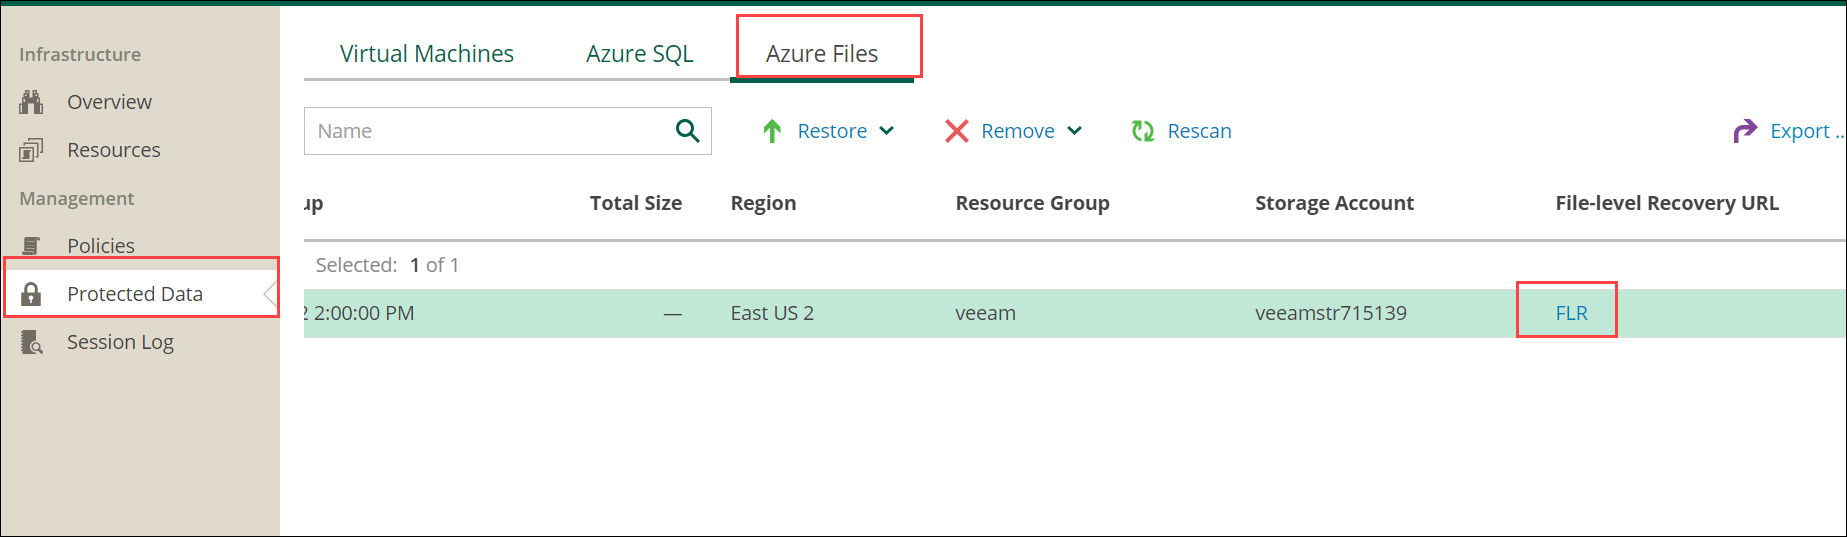 Infrastructure
Overview
Resources
Management
Policies
Protected Data
Session Log
Virtual Machines Azure SQL Azure Files
Name Restore Remove Rescan Export ..
up Total Size Region Resource Group Storage Account File-level Recovery URL
Selected: 1 of 1
2 2:00:00 PM — East US 2 veeam veeamstr715139 FLR